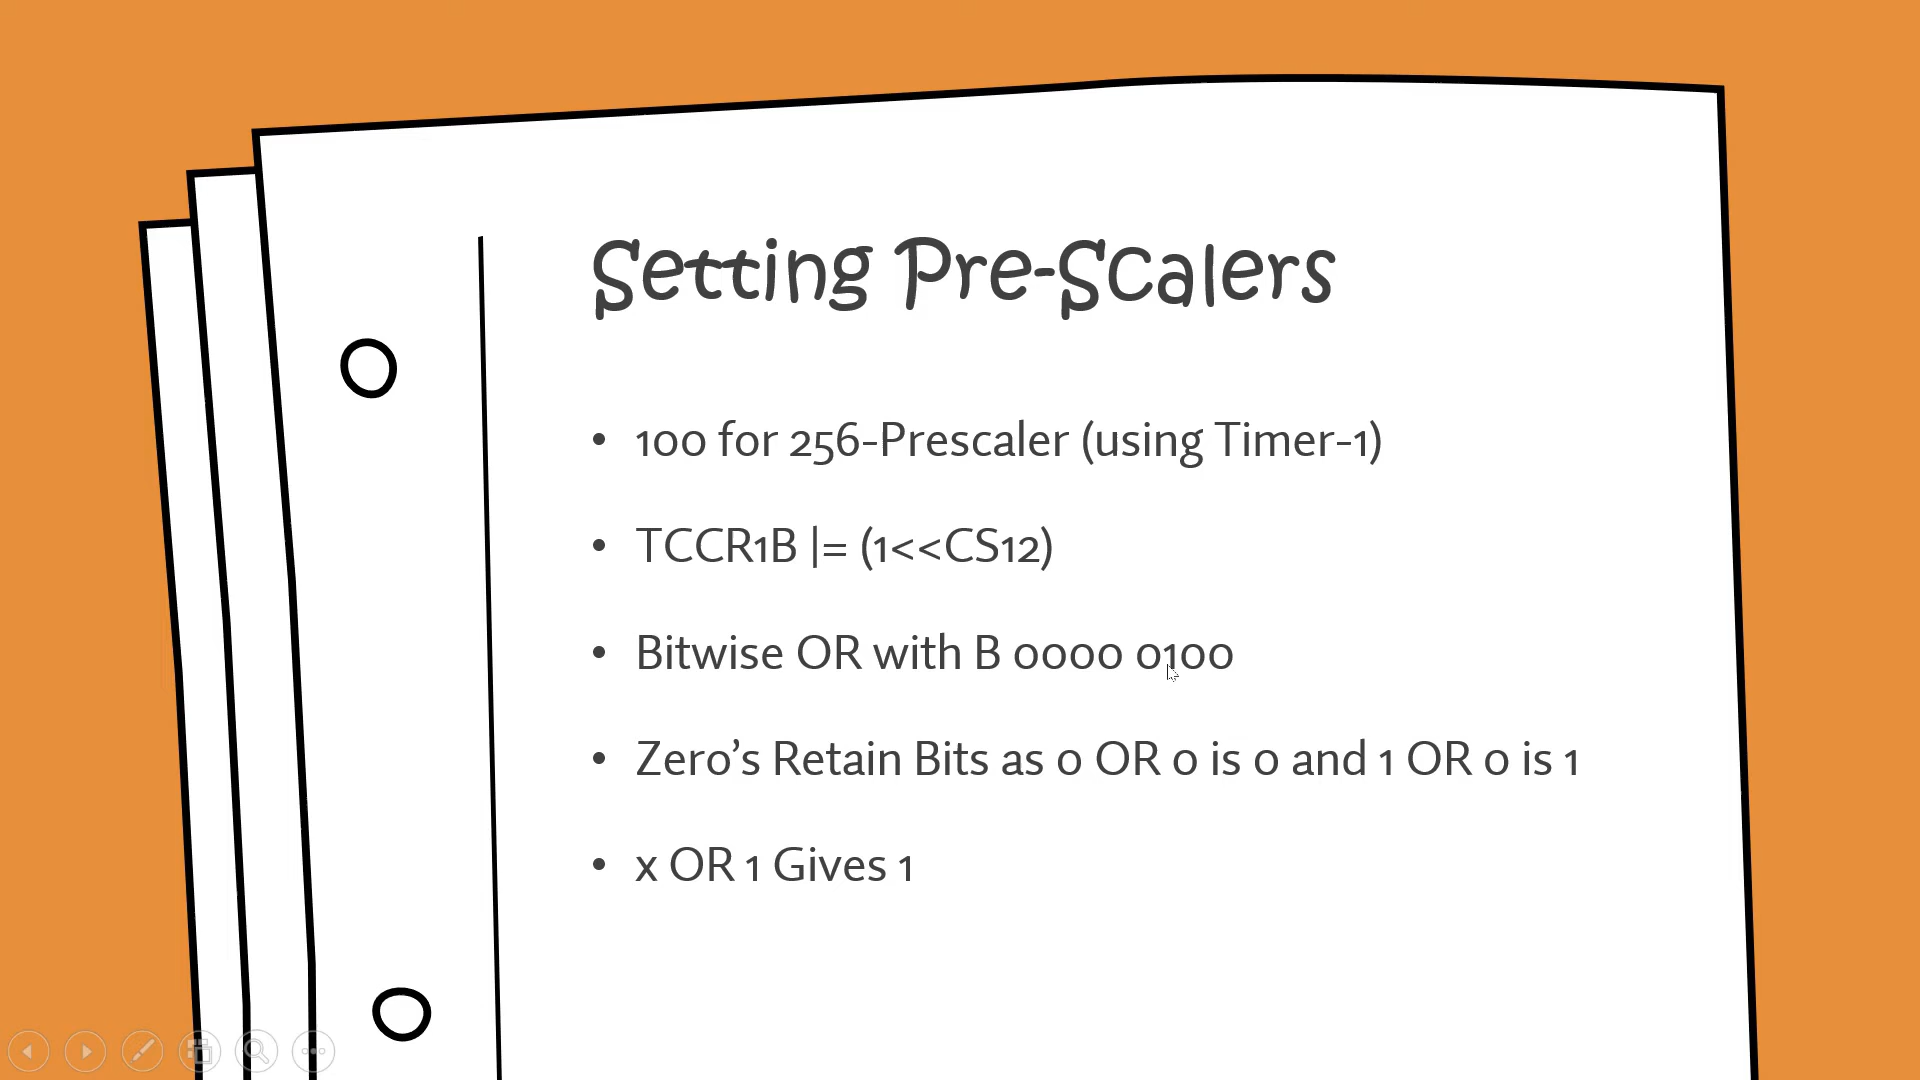 Setting Pre-Scalers
• 100 for 256-Prescaler (using Timer-1)
• TCCR1B |= (1<<CS12)
• Bitwise OR with B 0000 0100
• Zero’s Retain Bits as 0 OR 0 is 0 and 1 OR 0 is 1
• x OR 1 Gives 1